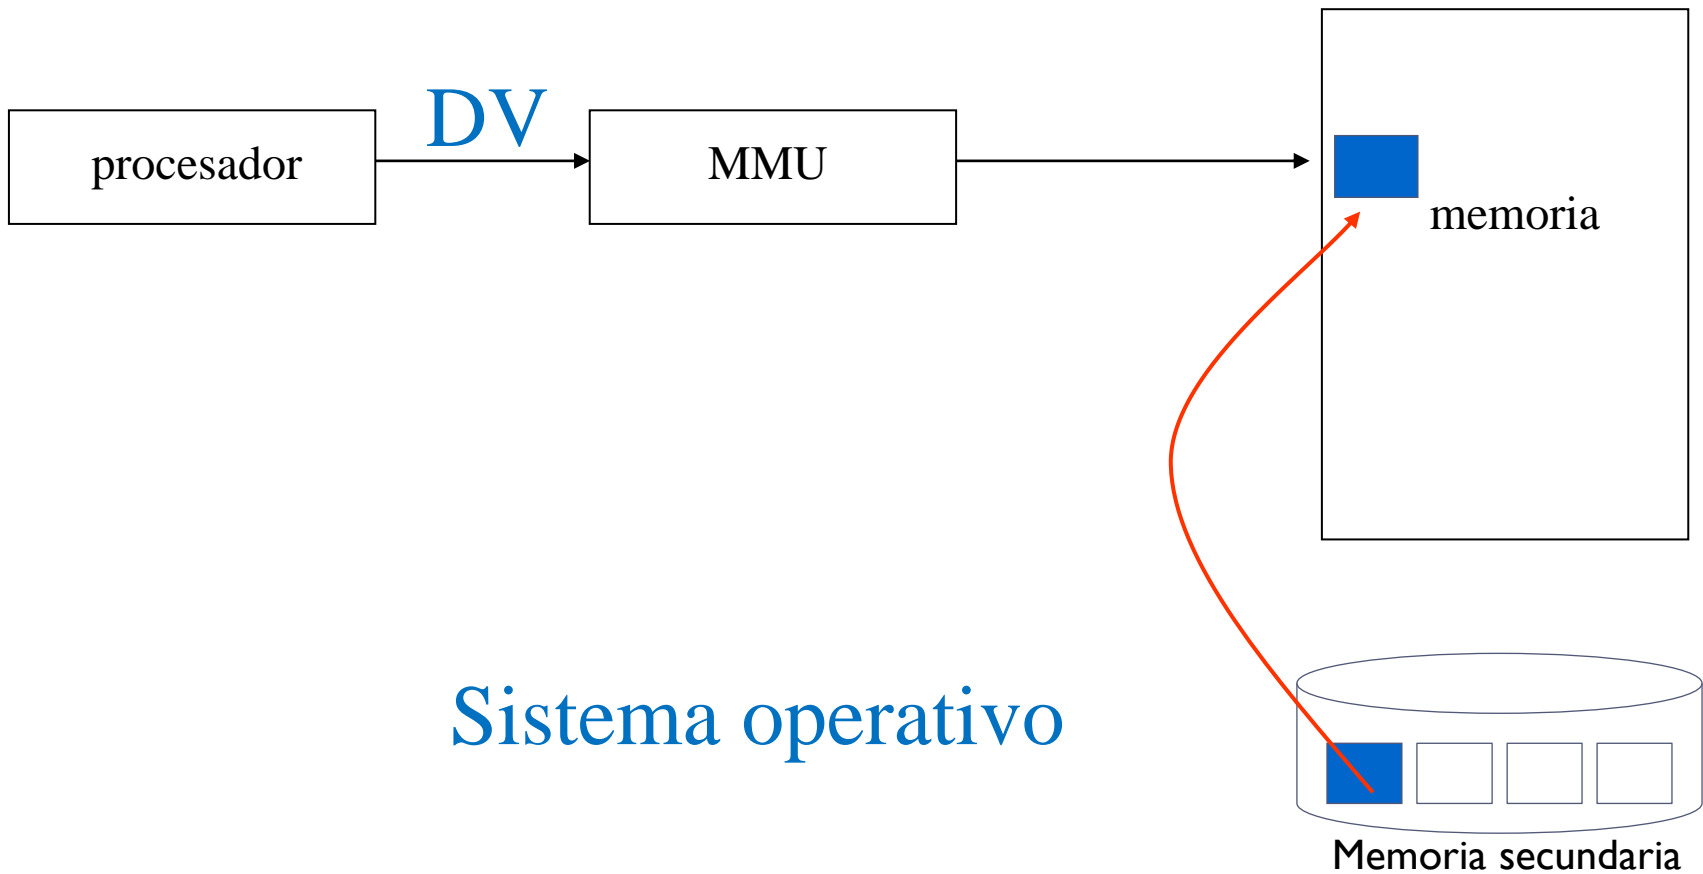 DV
procesador
MMU
memoria
Sistema operativo
Memoria secundaria